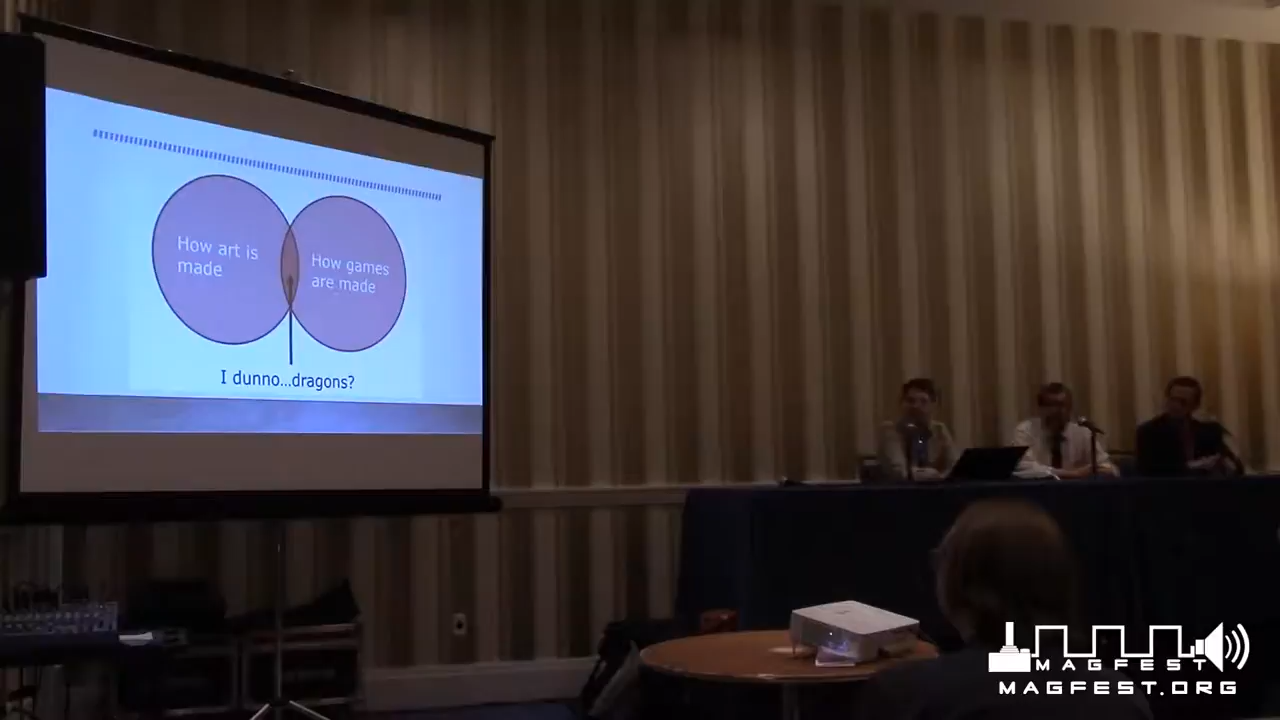 How art is
made
How games
are made
I dunno...dragons?
MAGFEST
MAGFEST.ORG